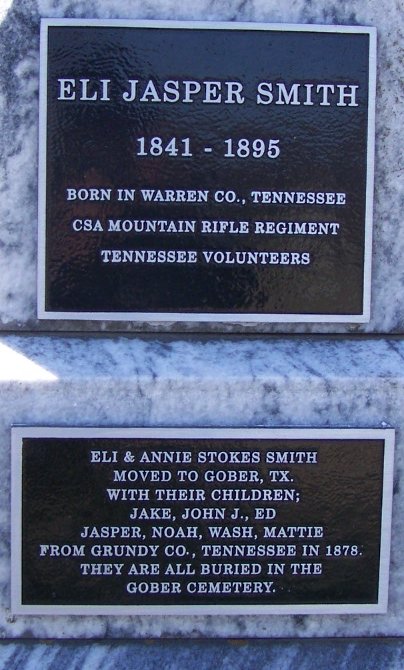 ELI JASPER SMITH
1841 - 1895
BORN IN WARREN CO., TENNESSEE
CSA MOUNTAIN RIFLE REGIMENT
TENNESSEE VOLUNTEERS
ELI & ANNIE STOKES SMITH
MOVED TO GOBER, TX.
WITH THEIR CHILDREN;
JAKE, JOHN J., ED
JASPER, NOAH, WASH, MATTIE
FROM GRUNDY CO., TENNESSEE IN 1878.
THEY ARE ALL BURIED IN THE
GOBER CEMETERY.